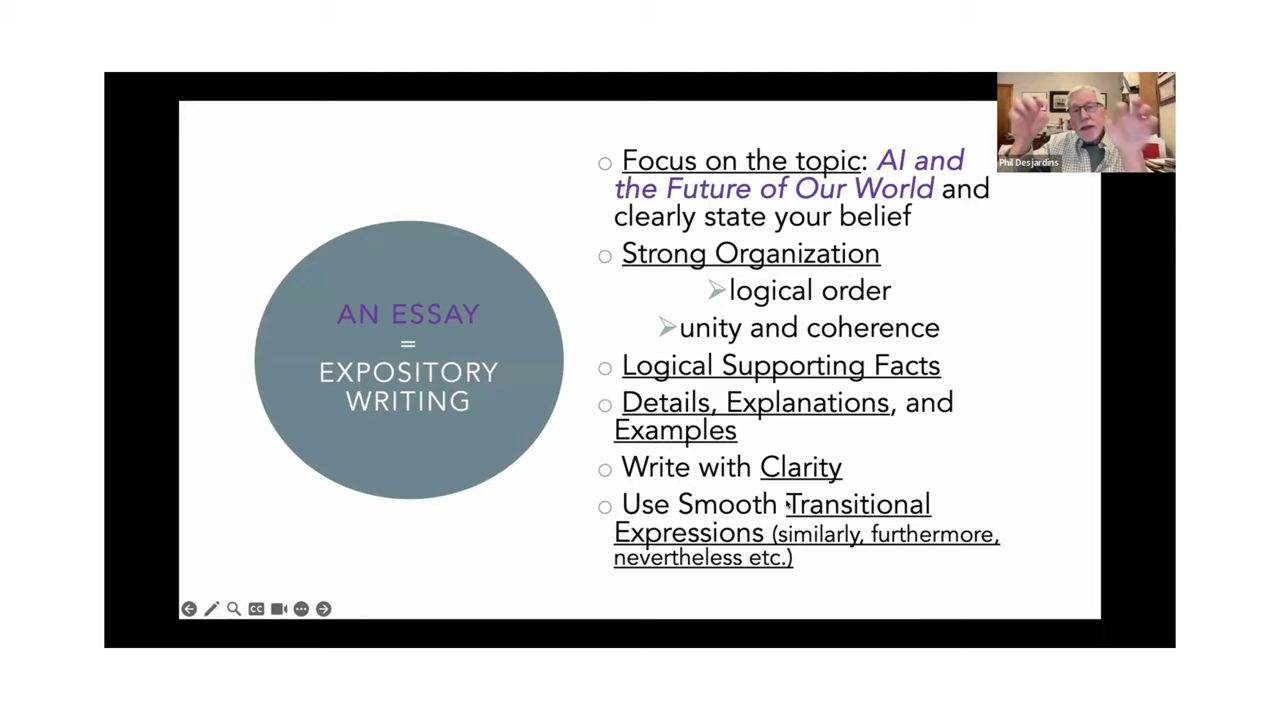 AN ESSAY
=
EXPOSITORY
WRITING
Focus on the topic: AI and
the Future of Our World and
clearly state your belief
Strong Organization
logical order
unity and coherence
Logical Supporting Facts
Details, Explanations, and
Examples
Write with Clarity
Use Smooth Transitional
Expressions (similarly, furthermore,
nevertheless etc.)
Phil Desjardins
CC